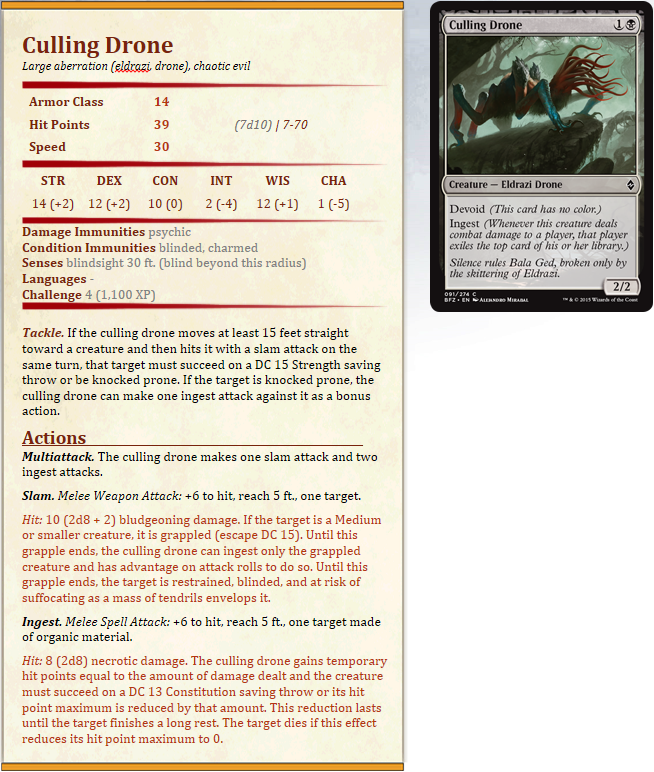 Culling Drone
Large aberration (eldrazi, drone), chaotic evil
Armor Class 14
Hit Points 39 (7d10) | 7-70
Speed 30
STR DEX CON INT WIS CHA
14 (+2) 12 (+2) 10 (0) 2 (-4) 12 (+1) 1 (-5)
Damage Immunities psychic
Condition Immunities blinded, charmed
Senses blindsight 30 ft. (blind beyond this radius)
Languages -
Challenge 4 (1,100 XP)
Tackle. If the culling drone moves at least 15 feet straight
toward a creature and then hits it with a slam attack on the
same turn, that target must succeed on a DC 15 Strength saving
throw or be knocked prone. If the target is knocked prone, the
culling drone can make one ingest attack against it as a bonus
action.
Actions
Multiattack. The culling drone makes one slam attack and two
ingest attacks.
Slam. Melee Weapon Attack: +6 to hit, reach 5 ft., one target.
Hit: 10 (2d8 + 2) bludgeoning damage. If the target is a Medium
or smaller creature, it is grappled (escape DC 15). Until this
grapple ends, the culling drone can ingest only the grappled
creature and has advantage on attack rolls to do so. Until this
grapple ends, the target is restrained, blinded, and at risk of
suffocating as a mass of tendrils envelops it.
Ingest. Melee Spell Attack: +6 to hit, reach 5 ft., one target made
of organic material.
Hit: 8 (2d8) necrotic damage. The culling drone gains temporary
hit points equal to the amount of damage dealt and the creature
must succeed on a DC 13 Constitution saving throw or its hit
point maximum is reduced by that amount. This reduction lasts
until the target finishes a long rest. The target dies if this effect
reduces its hit point maximum to 0.
Culling Drone 1
Creature — Eldrazi Drone
Devoid (This card has no color.)
Ingest (Whenever this creature deals
combat damage to a player, that player
exiles the top card of his or her library.)
Silence rules Bala Ged, broken only by
the skittering of Eldrazi.
2/2
091/274 C
BFZ • EN Alejandro Mirabal
™ & © 2015 Wizards of the Coast